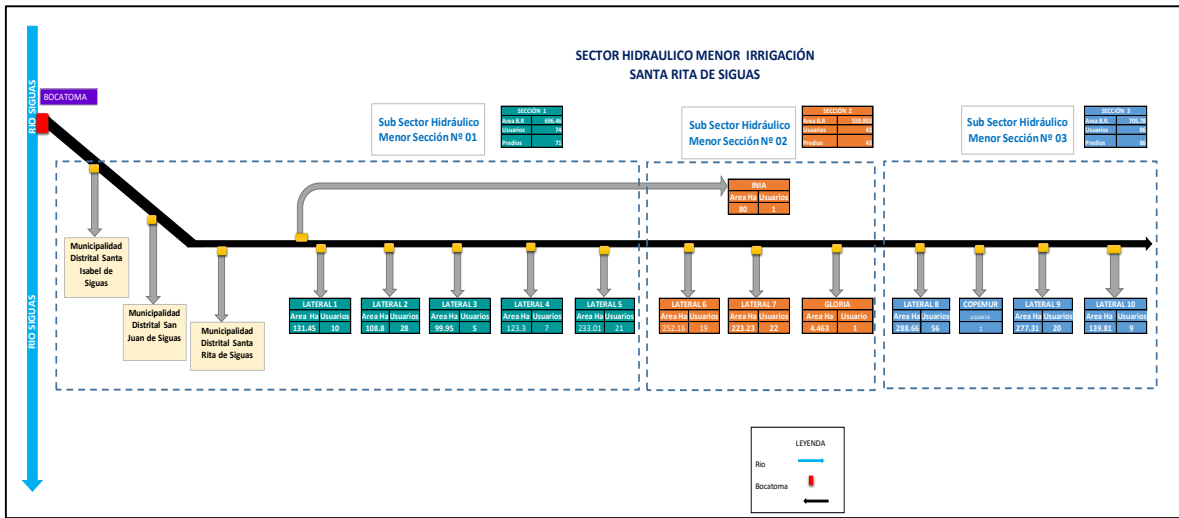 SECTOR HIDRAULICO MENOR IRRIGACIÓN
SANTA RITA DE SIGUAS
RIO SIGUAS
BOCATOMA
Sub Sector Hidráulico
Menor Sección Nº 01
SECCIÓN 1
Area B.R 696.46
Usuarios 74
Predios 71
Sub Sector Hidráulico
Menor Sección Nº 02
SECCIÓN 2
Area B.R 559.853
Usuarios 43
Predios 43
Sub Sector Hidráulico
Menor Sección Nº 03
SECCIÓN 3
Area B.R 705.78
Usuarios 86
Predios 86
INIA
Area Ha Usuarios
80 1
Municipalidad
Distrital Santa
Isabel de
Siguas
Municipalidad
Distrital San
Juan de Siguas
Municipalidad
Distrital Santa
Rita de Siguas
RIO SIGUAS
LATERAL 1
Area Ha Usuarios
131.45 10
LATERAL 2
Area Ha Usuarios
108.8 28
LATERAL 3
Area Ha Usuarios
99.95 5
LATERAL 4
Area Ha Usuarios
123.3 7
LATERAL 5
Area Ha Usuarios
233.01 21
LATERAL 6
Area Ha Usuarios
252.16 19
LATERAL 7
Area Ha Usuarios
223.23 22
GLORIA
Area Ha Usuario
4.463 1
LATERAL 8
Area Ha Usuarios
288.66 56
COPEMUR
usuario
1
LATERAL 9
Area Ha Usuarios
277.31 20
LATERAL 10
Area Ha Usuarios
139.81 9
LEYENDA
Rio
Bocatoma